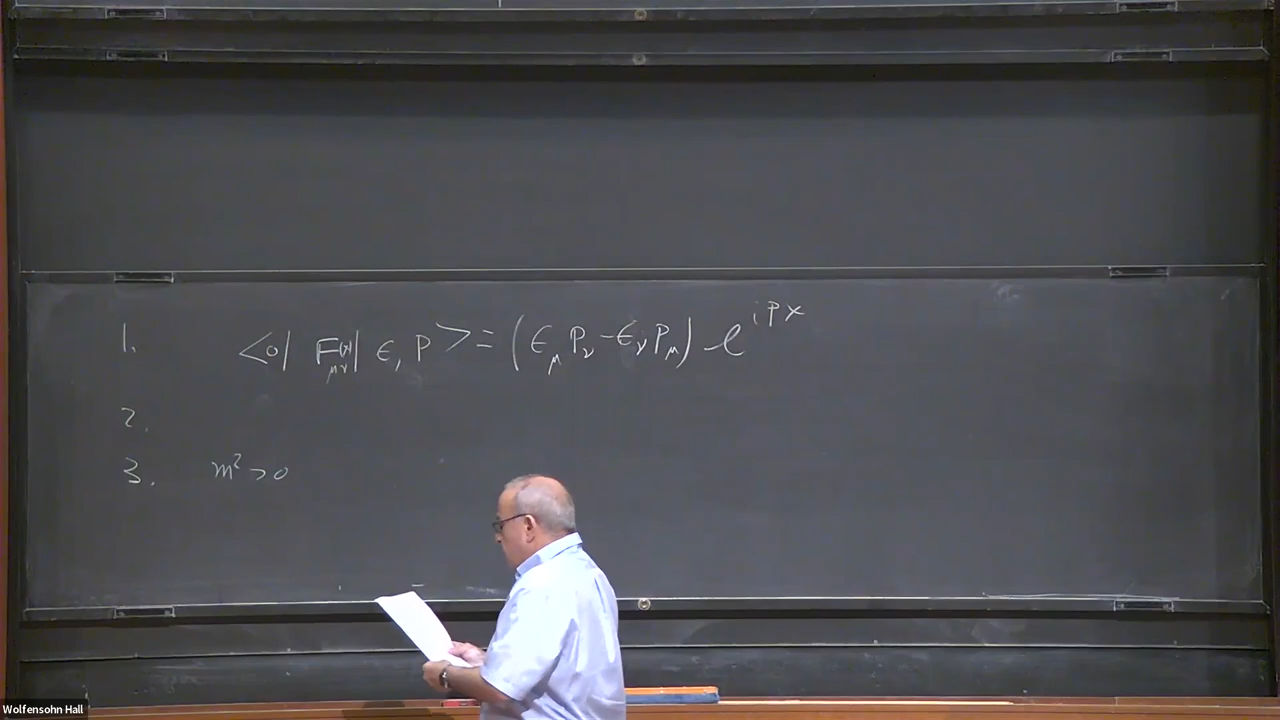 1. <0| F_{μν}(x) | ε, P > = (ε_μ P_ν - ε_ν P_μ) e^{iPx}
2.
3. m² > 0
Wolfensohn Hall